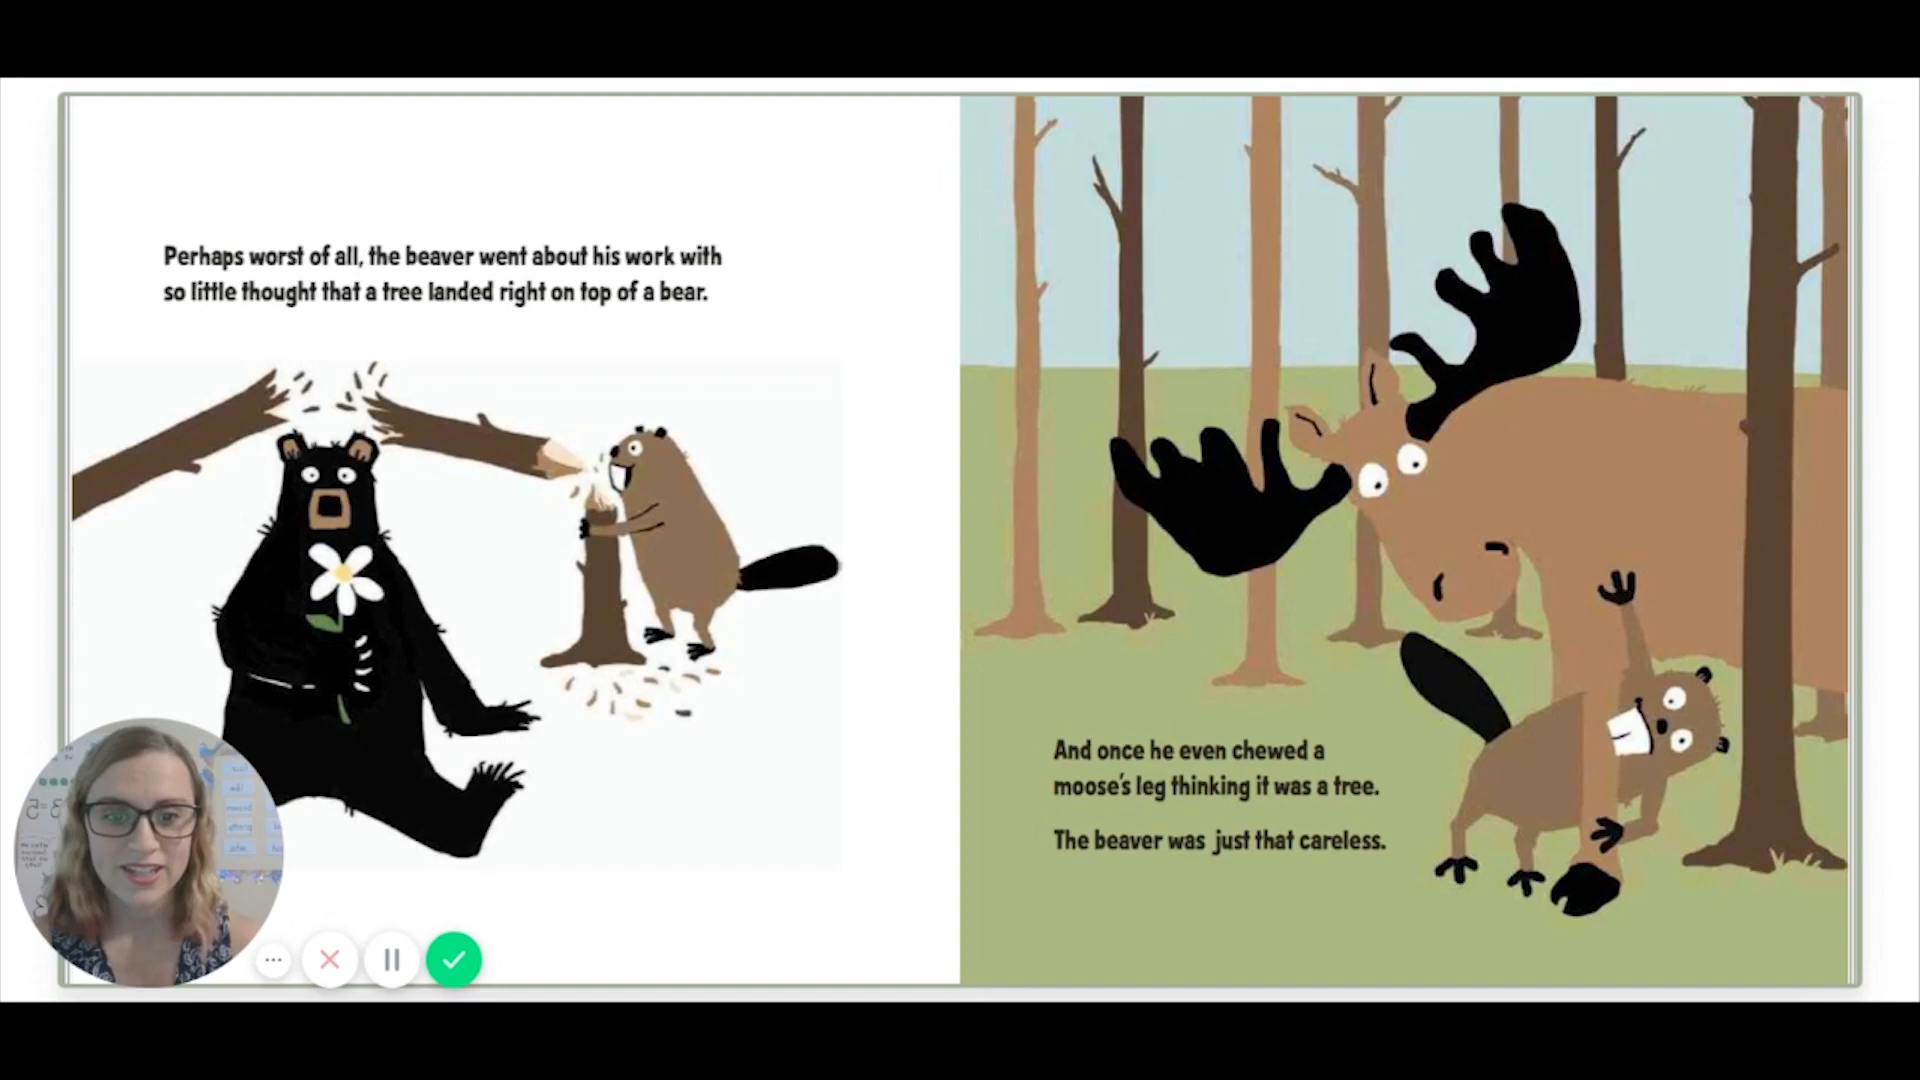 Perhaps worst of all, the beaver went about his work with
so little thought that a tree landed right on top of a bear.
And once he even chewed a
moose's leg thinking it was a tree.
The beaver was just that careless.